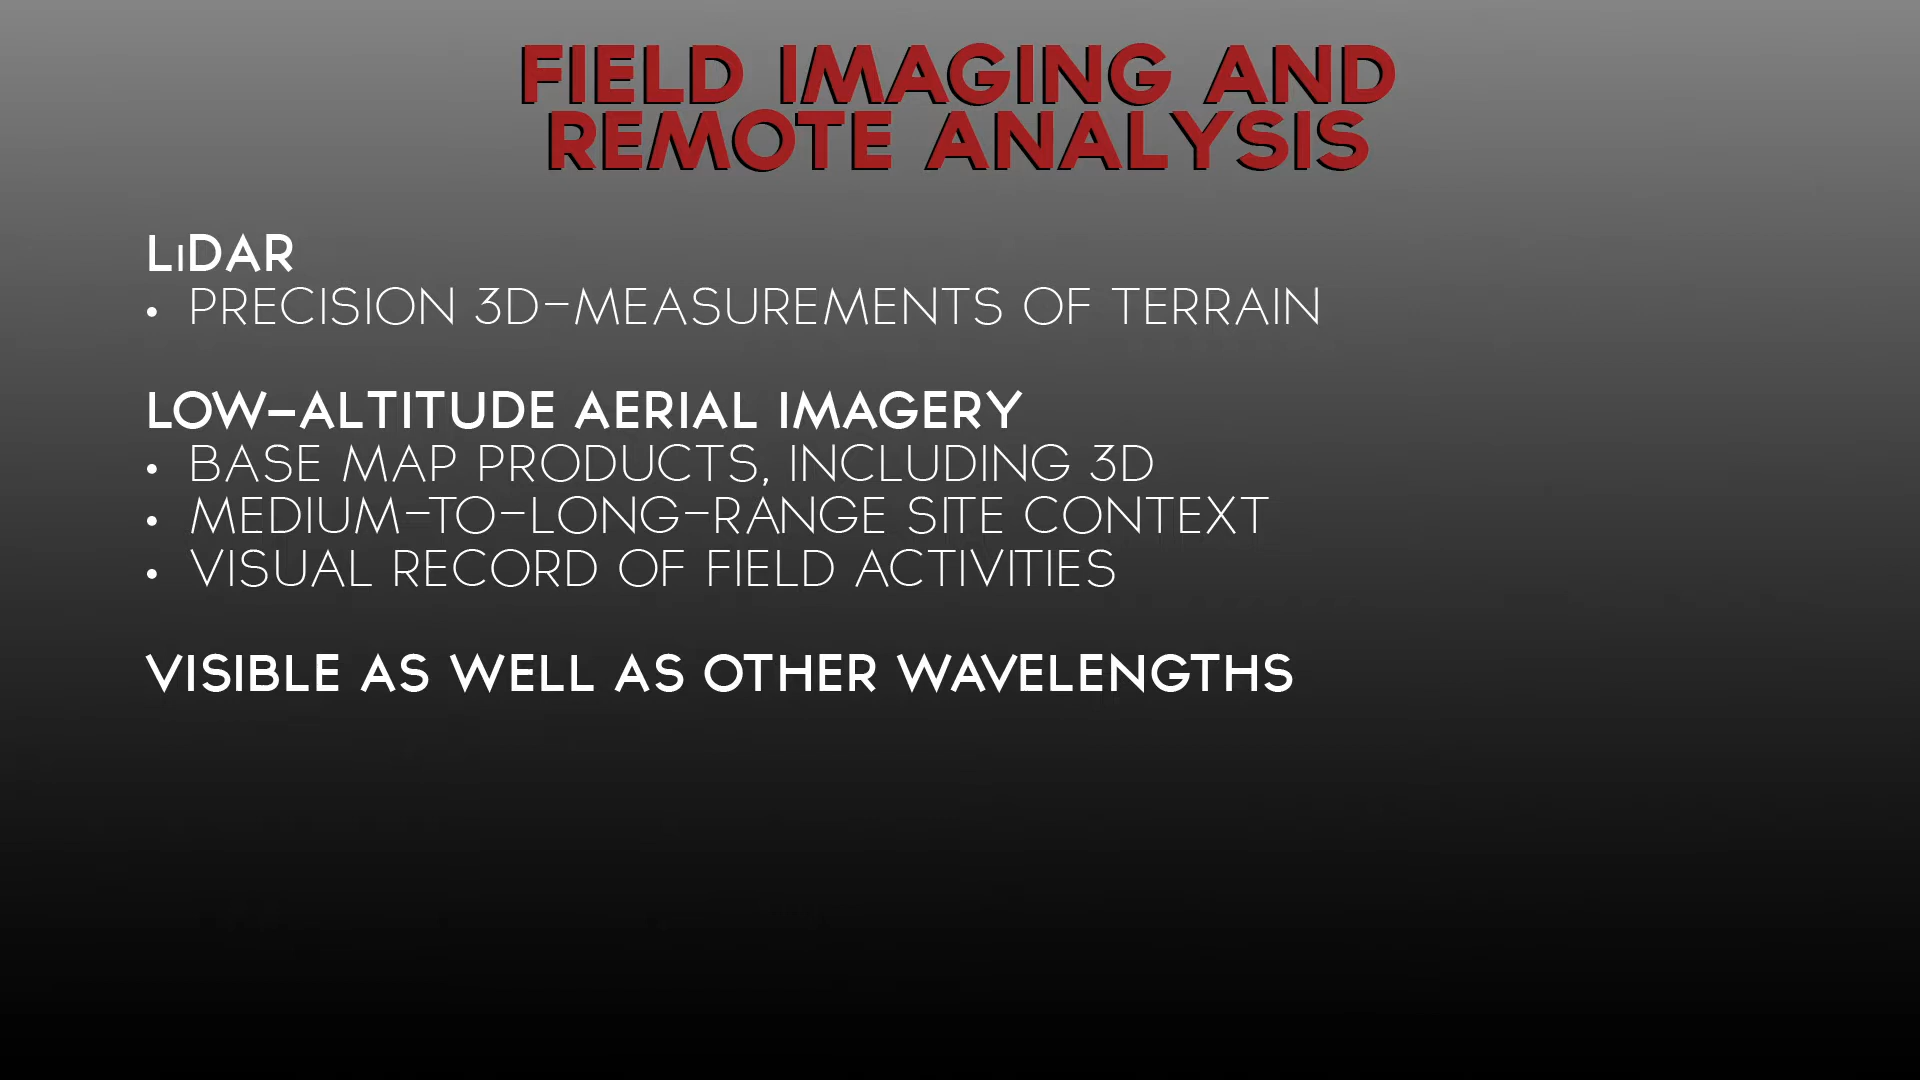 FIELD IMAGING AND
REMOTE ANALYSIS
LiDAR
• PRECISION 3D-MEASUREMENTS OF TERRAIN
LOW-ALTITUDE AERIAL IMAGERY
• BASE MAP PRODUCTS, INCLUDING 3D
• MEDIUM-TO-LONG-RANGE SITE CONTEXT
• VISUAL RECORD OF FIELD ACTIVITIES
VISIBLE AS WELL AS OTHER WAVELENGTHS